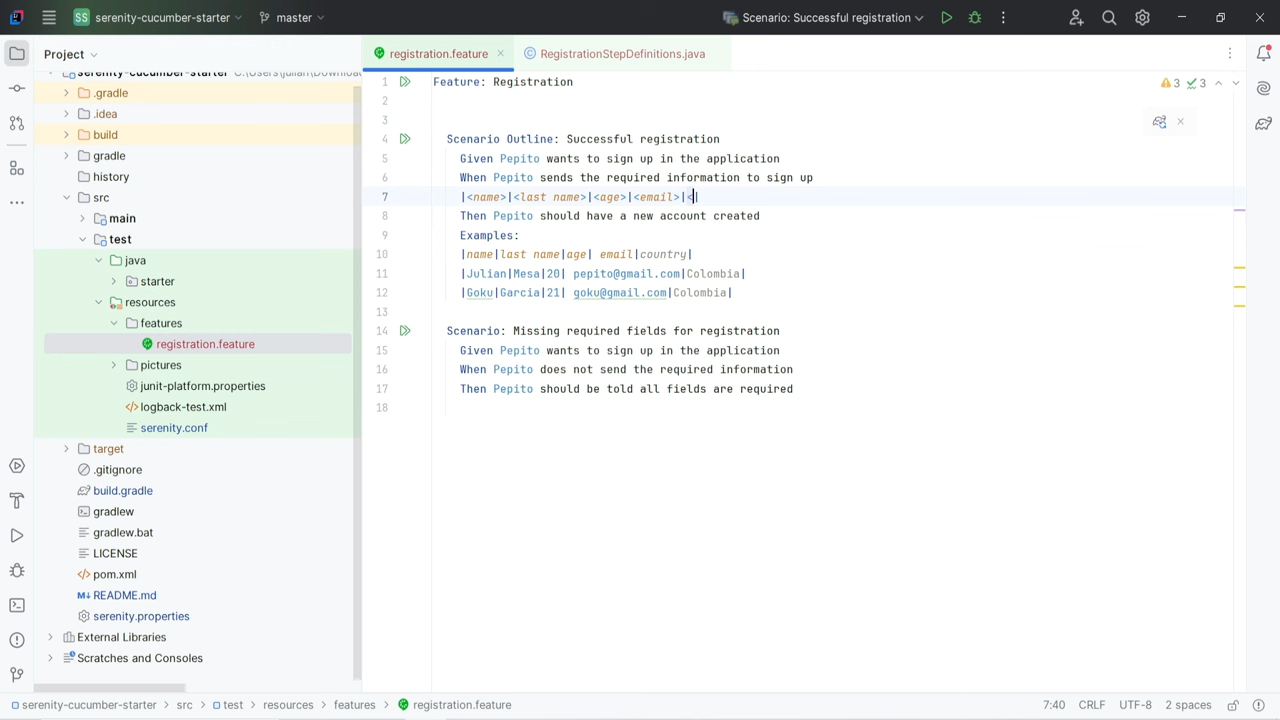 SS serenity-cucumber-starter master Scenario: Successful registration
Project
registration.feature
RegistrationStepDefinitions.java
serenity-cucumber-starter
.gradle
.idea
build
gradle
history
src
main
test
java
starter
resources
features
registration.feature
pictures
junit-platform.properties
logback-test.xml
serenity.conf
target
.gitignore
build.gradle
gradlew
gradlew.bat
LICENSE
pom.xml
README.md
serenity.properties
External Libraries
Scratches and Consoles
3 3
1 Feature: Registration
2
3
4 Scenario Outline: Successful registration
5 Given Pepito wants to sign up in the application
6 When Pepito sends the required information to sign up
7 |<name>|<last name>|<age>|<email>|<|
8 Then Pepito should have a new account created
9 Examples:
10 |name|last name|age| email|country|
11 |Julian|Mesa|20| pepito@gmail.com|Colombia|
12 |Goku|Garcia|21| goku@gmail.com|Colombia|
13
14 Scenario: Missing required fields for registration
15 Given Pepito wants to sign up in the application
16 When Pepito does not send the required information
17 Then Pepito should be told all fields are required
18
serenity-cucumber-starter > src > test > resources > features > registration.feature
7:40 CRLF UTF-8 2 spaces